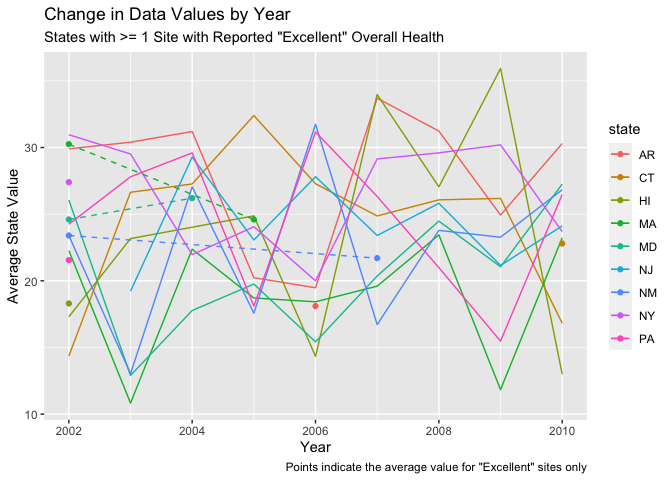 Change in Data Values by Year
States with >= 1 Site with Reported "Excellent" Overall Health
30
20
10
Average State Value
2002 2004 2006 2008 2010
Year
state
AR
CT
HI
MA
MD
NJ
NM
NY
PA
Points indicate the average value for "Excellent" sites only